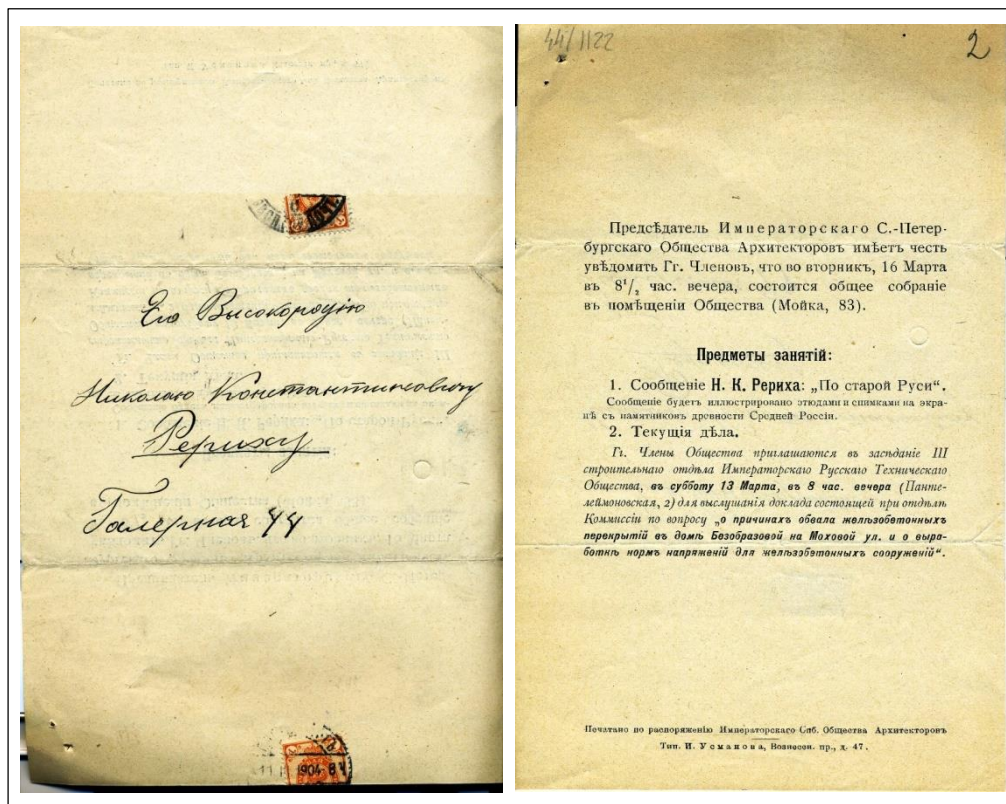 Его Высокородію
Николаю Константиновичу
Рериху
Галерная 44
904
44/1122
2
Предсѣдатель Императорскаго С.-Петер-
бургскаго Общества Архитекторовъ имѣетъ честь
увѣдомить Гг. Членовъ, что во вторникъ, 16 Марта
въ 8¹/₂ час. вечера, состоится общее собраніе
въ помѣщеніи Общества (Мойка, 83).
Предметы занятій:
1. Сообщеніе Н. К. Рериха: „По старой Руси“.
Сообщеніе будетъ иллюстрировано этюдами и снимками на экра-
нѣ съ памятниковъ древности Средней Россіи.
2. Текущія дѣла.
Гг. Члены Общества приглашаются въ засѣданіе III
строительнаго отдѣла Императорскаго Русскаго Техническаго
Общества, въ субботу 13 Марта, въ 8 час. вечера (Панте-
леймоновская, 2) для выслушанія доклада состоящей при отдѣлѣ
Коммиссіи по вопросу „о причинахъ обвала желѣзобетонныхъ
перекрытій въ домѣ Безобразовой на Моховой ул. и о выра-
боткѣ нормъ напряженій для желѣзобетонныхъ сооруженій“.
Печатано по распоряженію Императорскаго Спб. Общества Архитекторовъ
Тип. И. Усманова, Вознесен. пр., д. 47.